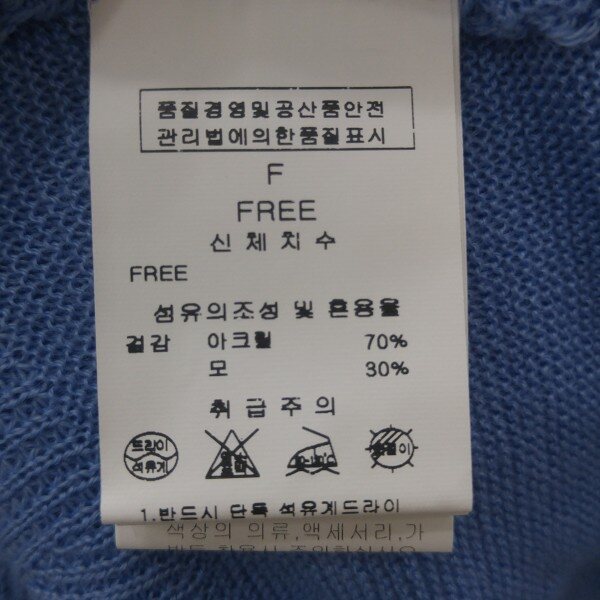 품질경영및공산품안전
관리법에의한품질표시
F
FREE
신체치수
FREE
섬유의조성 및 혼용율
겉감 아크릴 70%
모 30%
취급주의
드라이
석유계
1.반드시 단독 석유계드라이
색상의 의류,액세서리,가